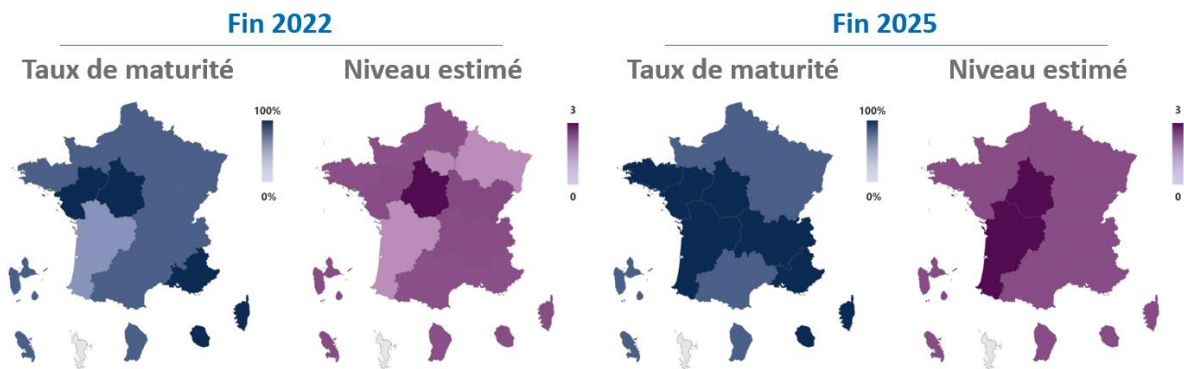 Fin 2022
Fin 2025
Taux de maturité
Niveau estimé
Taux de maturité
Niveau estimé
100%
0%
3
0
100%
0%
3
0